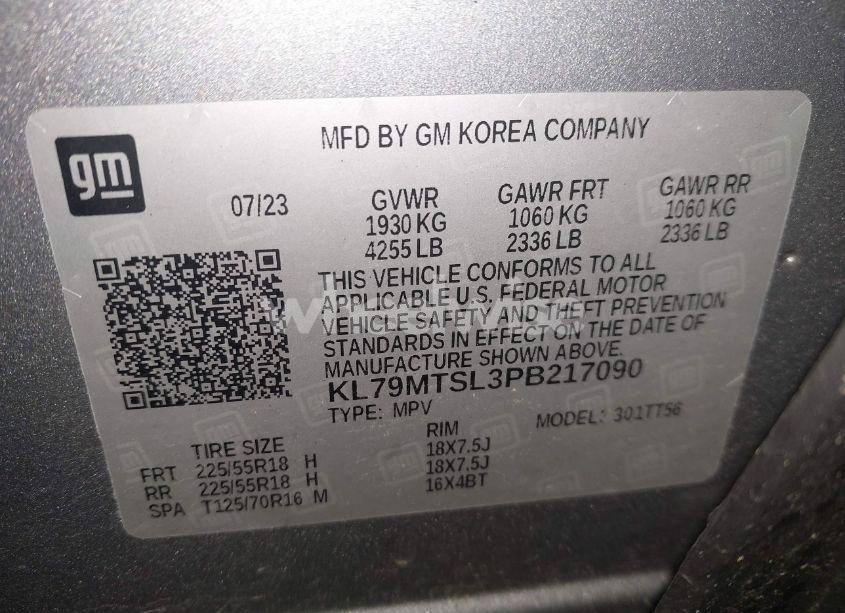 gm
MFD BY GM KOREA COMPANY
07/23
GVWR
1930 KG
4255 LB
GAWR FRT
1060 KG
2336 LB
GAWR RR
1060 KG
2336 LB
THIS VEHICLE CONFORMS TO ALL
APPLICABLE U.S. FEDERAL MOTOR
VEHICLE SAFETY AND THEFT PREVENTION
STANDARDS IN EFFECT ON THE DATE OF
MANUFACTURE SHOWN ABOVE.
KL79MTSL3PB217090
TYPE: MPV
MODEL: 301TT56
TIRE SIZE
RIM
FRT 225/55R18 H 18X7.5J
RR 225/55R18 H 18X7.5J
SPA T125/70R16 M 16X4BT